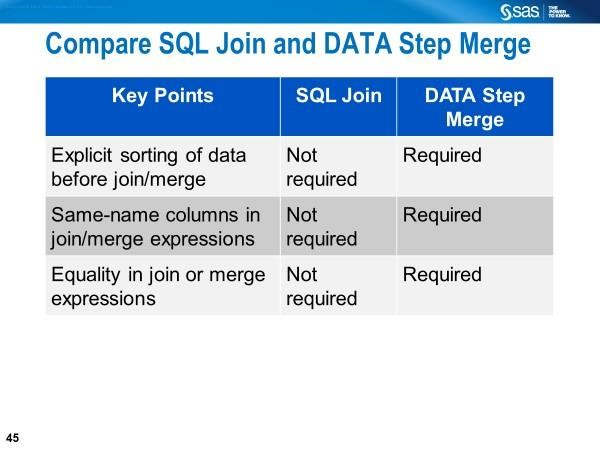 sas THE POWER TO KNOW.
Compare SQL Join and DATA Step Merge
Key Points SQL Join DATA Step Merge
Explicit sorting of data before join/merge Not required Required
Same-name columns in join/merge expressions Not required Required
Equality in join or merge expressions Not required Required
45